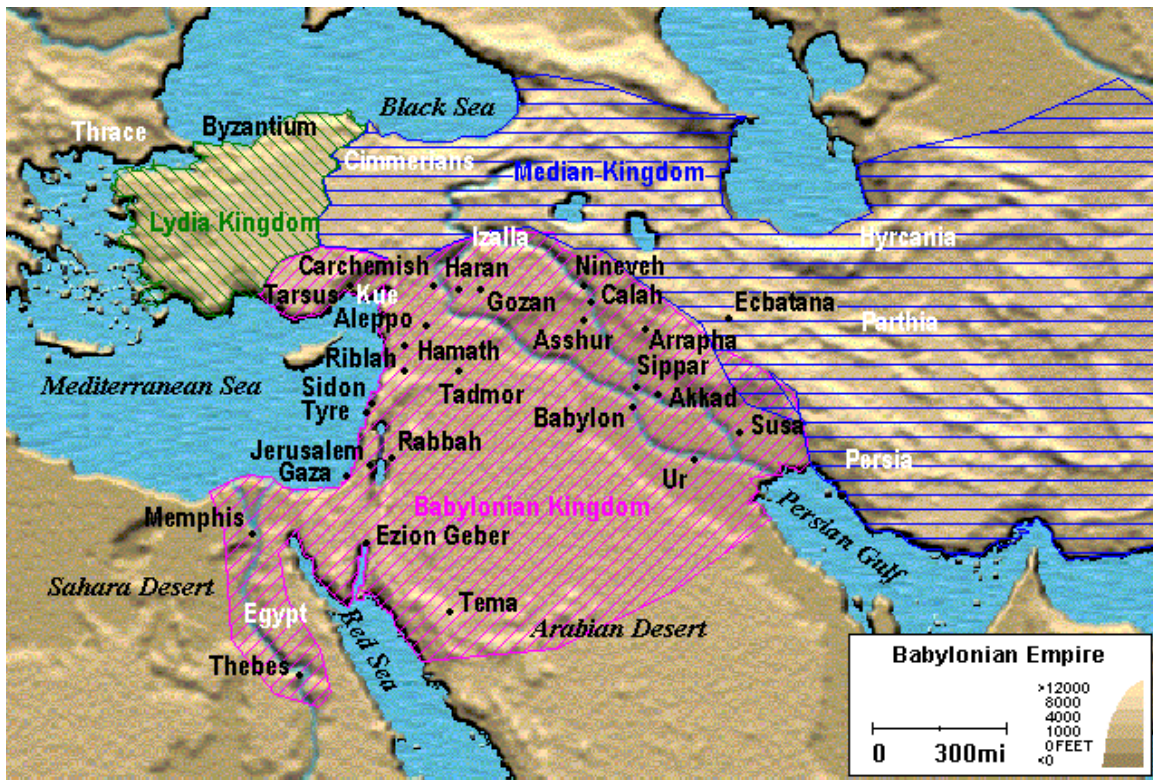 Black Sea
Thrace
Byzantium
Cimmerians
Median Kingdom
Lydia Kingdom
Izalla
Hyrcania
Carchemish
Haran
Nineveh
Tarsus
Kue
Gozan
Calah
Ecbatana
Aleppo
Asshur
Arrapha
Parthia
Riblah
Hamath
Sippar
Mediterranean Sea
Sidon
Tadmor
Akkad
Tyre
Babylon
Susa
Jerusalem
Rabbah
Gaza
Ur
Persia
Babylonian Kingdom
Memphis
Ezion Geber
Persian Gulf
Sahara Desert
Egypt
Tema
Arabian Desert
Red Sea
Thebes
Babylonian Empire
>12000
8000
4000
1000
0 FEET
<0
0 300mi